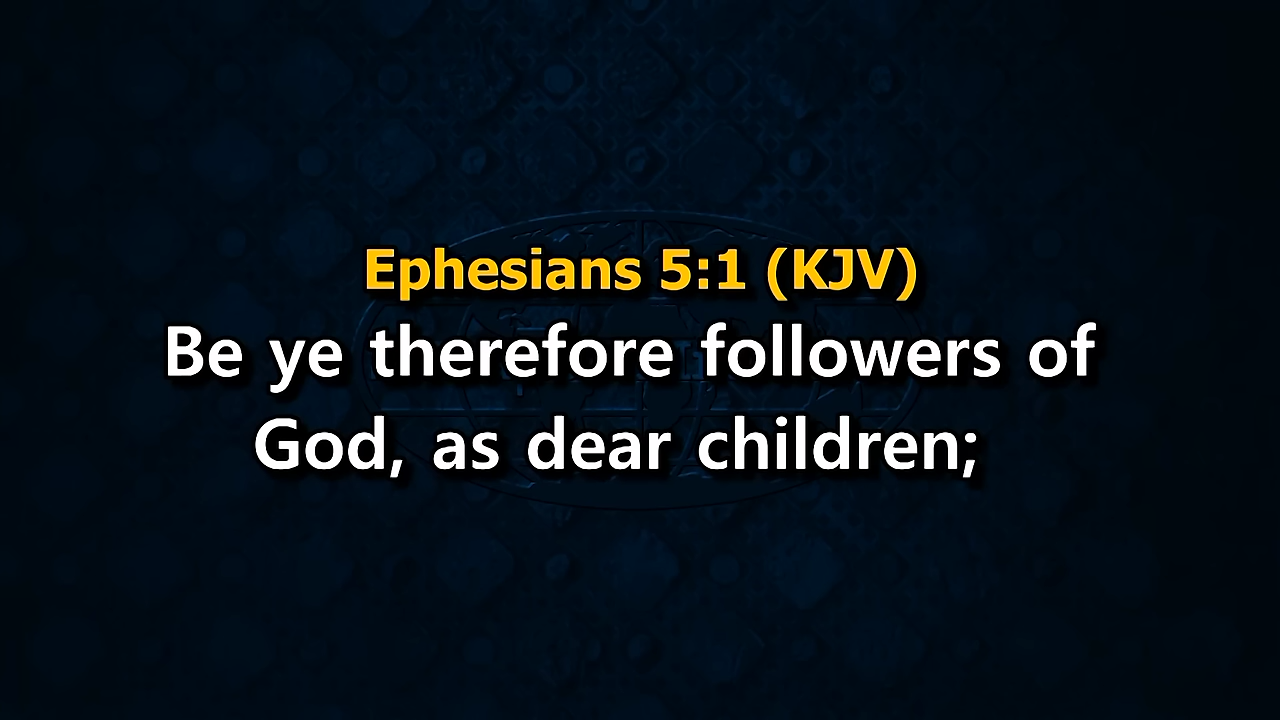 Ephesians 5:1 (KJV)
Be ye therefore followers of
God, as dear children;